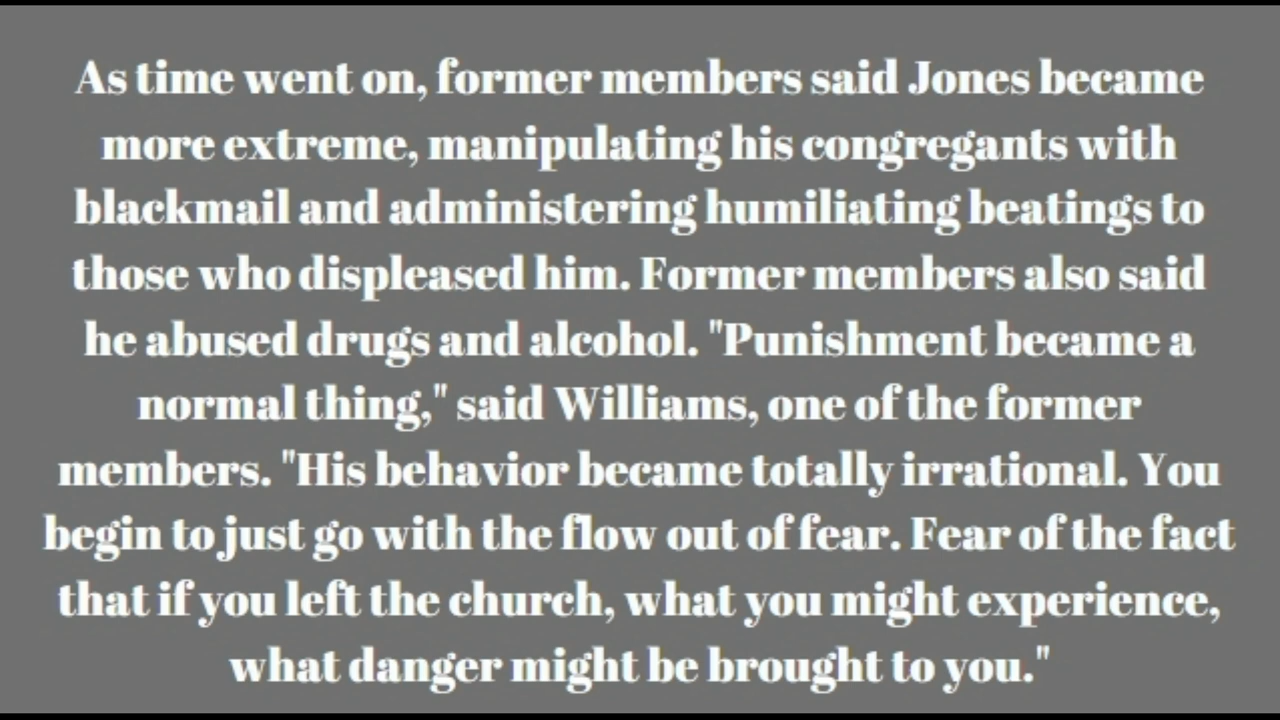 As time went on, former members said Jones became
more extreme, manipulating his congregants with
blackmail and administering humiliating beatings to
those who displeased him. Former members also said
he abused drugs and alcohol. "Punishment became a
normal thing," said Williams, one of the former
members. "His behavior became totally irrational. You
begin to just go with the flow out of fear. Fear of the fact
that if you left the church, what you might experience,
what danger might be brought to you."